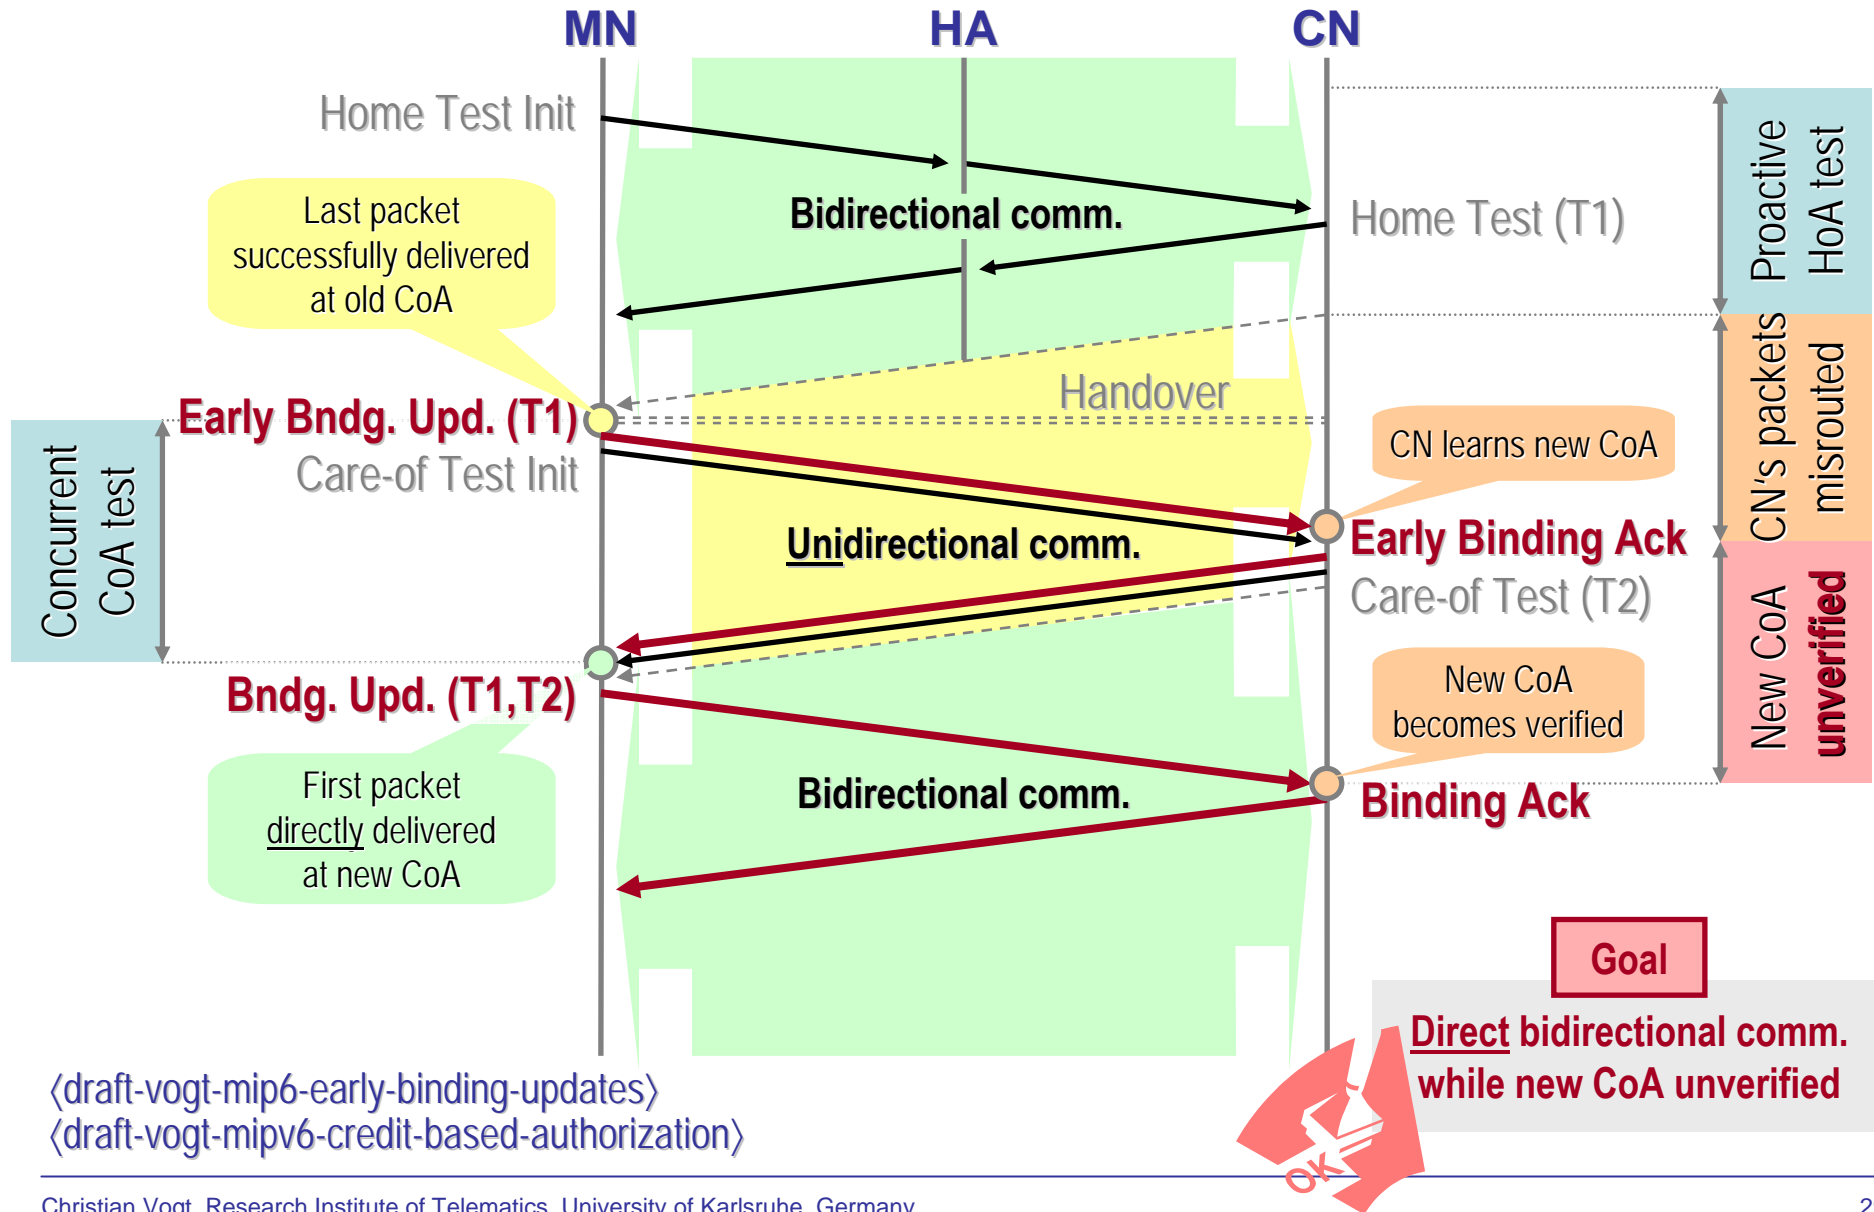 MN
HA
CN
Home Test Init
Last packet
successfully delivered
at old CoA
Bidirectional comm.
Home Test (T1)
Proactive
HoA test
Handover
CN's packets
misrouted
Early Bndg. Upd. (T1)
Care-of Test Init
CN learns new CoA
Concurrent
CoA test
Unidirectional comm.
Early Binding Ack
Care-of Test (T2)
New CoA
unverified
Bndg. Upd. (T1,T2)
New CoA
becomes verified
First packet
directly delivered
at new CoA
Bidirectional comm.
Binding Ack
Goal
Direct bidirectional comm.
while new CoA unverified
OK
〈draft-vogt-mip6-early-binding-updates〉
〈draft-vogt-mipv6-credit-based-authorization〉
Christian Vogt, Research Institute of Telematics, University of Karlsruhe, Germany
2